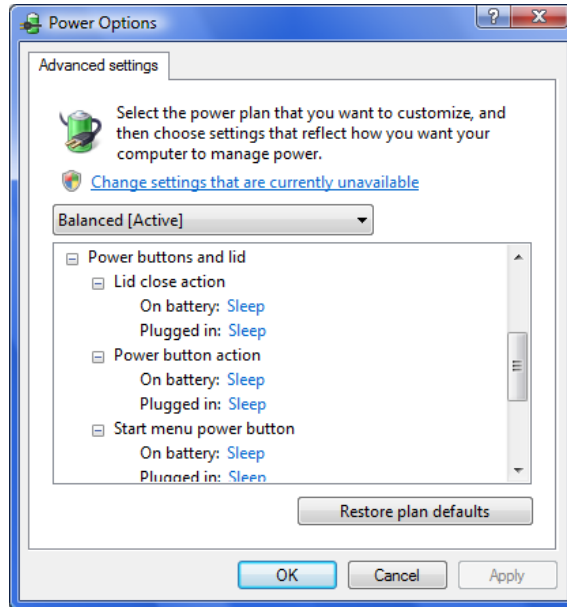 Power Options
Advanced settings
Select the power plan that you want to customize, and
then choose settings that reflect how you want your
computer to manage power.
Change settings that are currently unavailable
Balanced [Active]
Power buttons and lid
Lid close action
On battery: Sleep
Plugged in: Sleep
Power button action
On battery: Sleep
Plugged in: Sleep
Start menu power button
On battery: Sleep
Plugged in: Sleep
Restore plan defaults
OK Cancel Apply